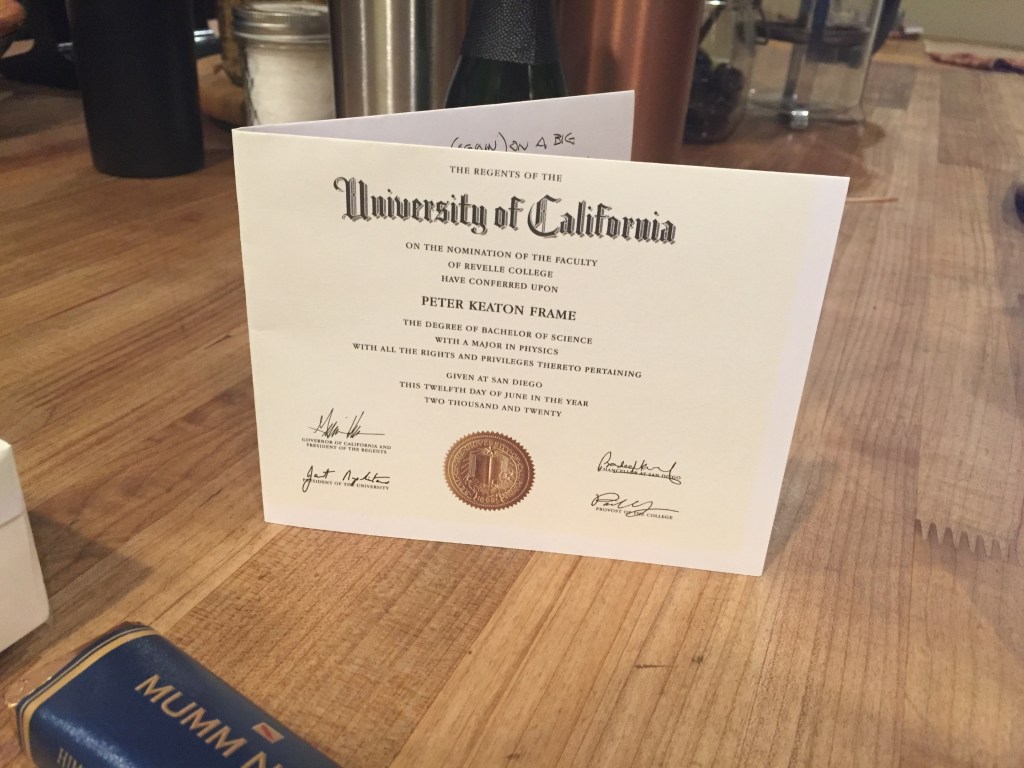 (AGAIN) ON A BIG
THE REGENTS OF THE
University of California
ON THE NOMINATION OF THE FACULTY
OF REVELLE COLLEGE
HAVE CONFERRED UPON
PETER KEATON FRAME
THE DEGREE OF BACHELOR OF SCIENCE
WITH A MAJOR IN PHYSICS
WITH ALL THE RIGHTS AND PRIVILEGES THERETO PERTAINING
GIVEN AT SAN DIEGO
THIS TWELFTH DAY OF JUNE IN THE YEAR
TWO THOUSAND AND TWENTY
GOVERNOR OF CALIFORNIA AND
PRESIDENT OF THE REGENTS
PRESIDENT OF THE UNIVERSITY
CHANCELLOR AT SAN DIEGO
PROVOST OF THE COLLEGE
MUMM N